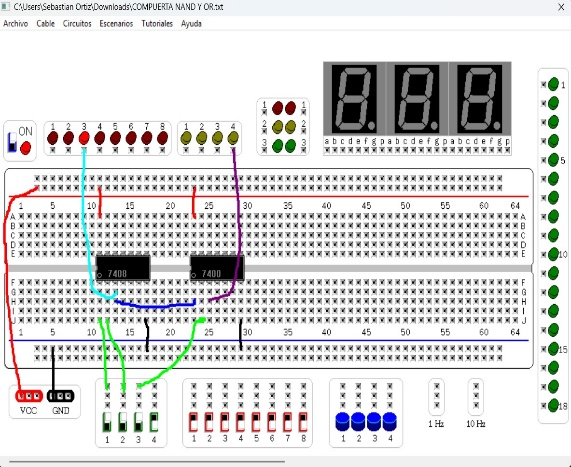 C:\Users\Sebastian Ortiz\Downloads\COMPUERTA NAND Y OR.txt
Archivo Cable Circuitos Escenarios Tutoriales Ayuda
ON
1 2 3 4 5 6 7 8
1 2 3 4
1 1
2 2
3 3
a b c d e f g p a b c d e f g p a b c d e f g p
1
5
10
15
18
1 5 10 15 20 25 30 35 40 45 50 55 60 64
A A
B B
C C
D D
E E
7400 7400
F F
G G
H H
I I
J J
1 5 10 15 20 25 30 35 40 45 50 55 60 64
VCC GND
1 2 3 4
1 2 3 4 5 6 7 8
1 2 3 4
1 Hz 10 Hz